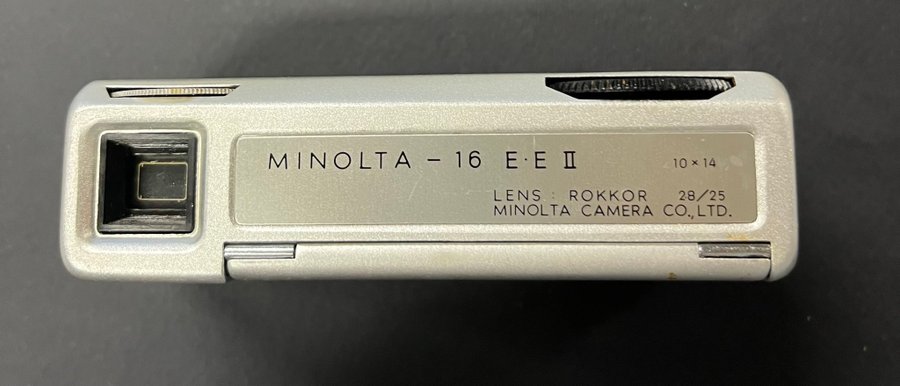 MINOLTA - 16 E·E II 10×14
LENS : ROKKOR 28/25
MINOLTA CAMERA CO., LTD.